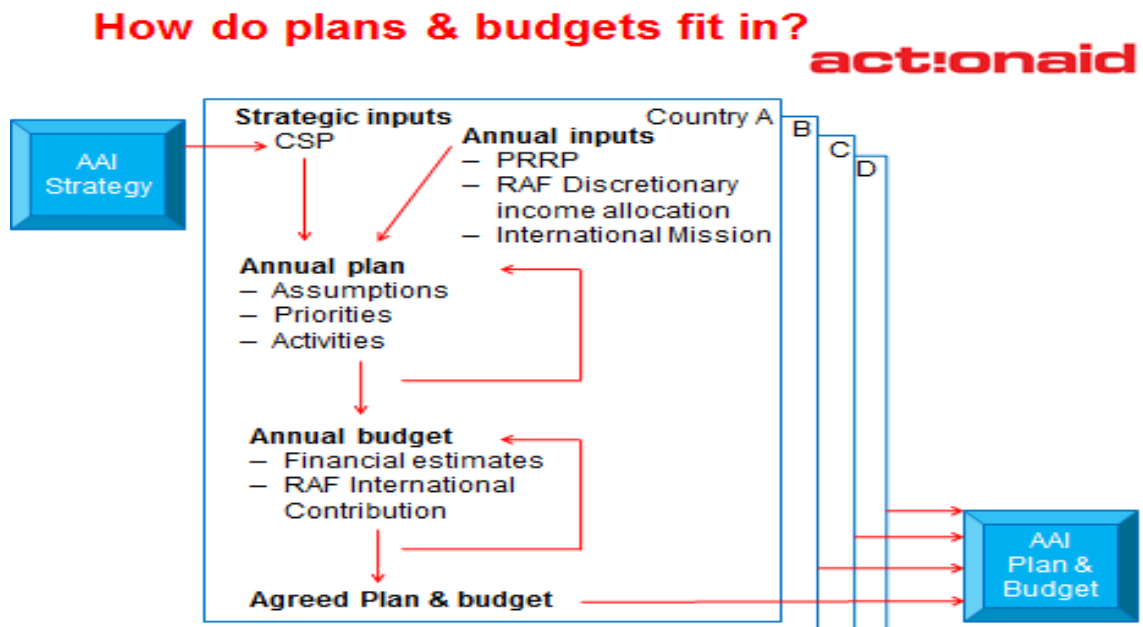 How do plans & budgets fit in?
act!onaid
AAI
Strategy
Strategic inputs
CSP
Country A
B
C
D
Annual inputs
– PRRP
– RAF Discretionary
income allocation
– International Mission
Annual plan
– Assumptions
– Priorities
– Activities
Annual budget
– Financial estimates
– RAF International
Contribution
Agreed Plan & budget
AAI
Plan &
Budget